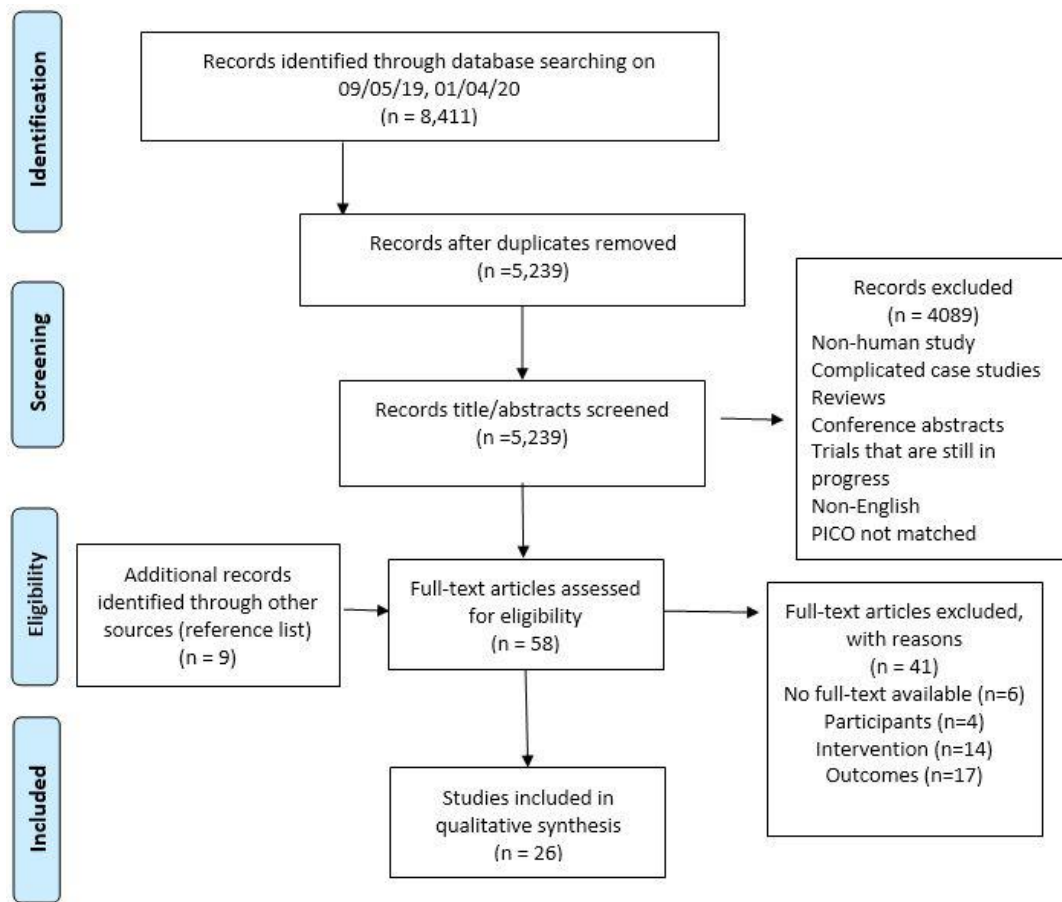 Identification
Records identified through database searching on
09/05/19, 01/04/20
(n = 8,411)
Records after duplicates removed
(n =5,239)
Screening
Records title/abstracts screened
(n =5,239)
Records excluded
(n = 4089)
Non-human study
Complicated case studies
Reviews
Conference abstracts
Trials that are still in
progress
Non-English
PICO not matched
Eligibility
Additional records
identified through other
sources (reference list)
(n = 9)
Full-text articles assessed
for eligibility
(n = 58)
Full-text articles excluded,
with reasons
(n = 41)
No full-text available (n=6)
Participants (n=4)
Intervention (n=14)
Outcomes (n=17)
Included
Studies included in
qualitative synthesis
(n = 26)